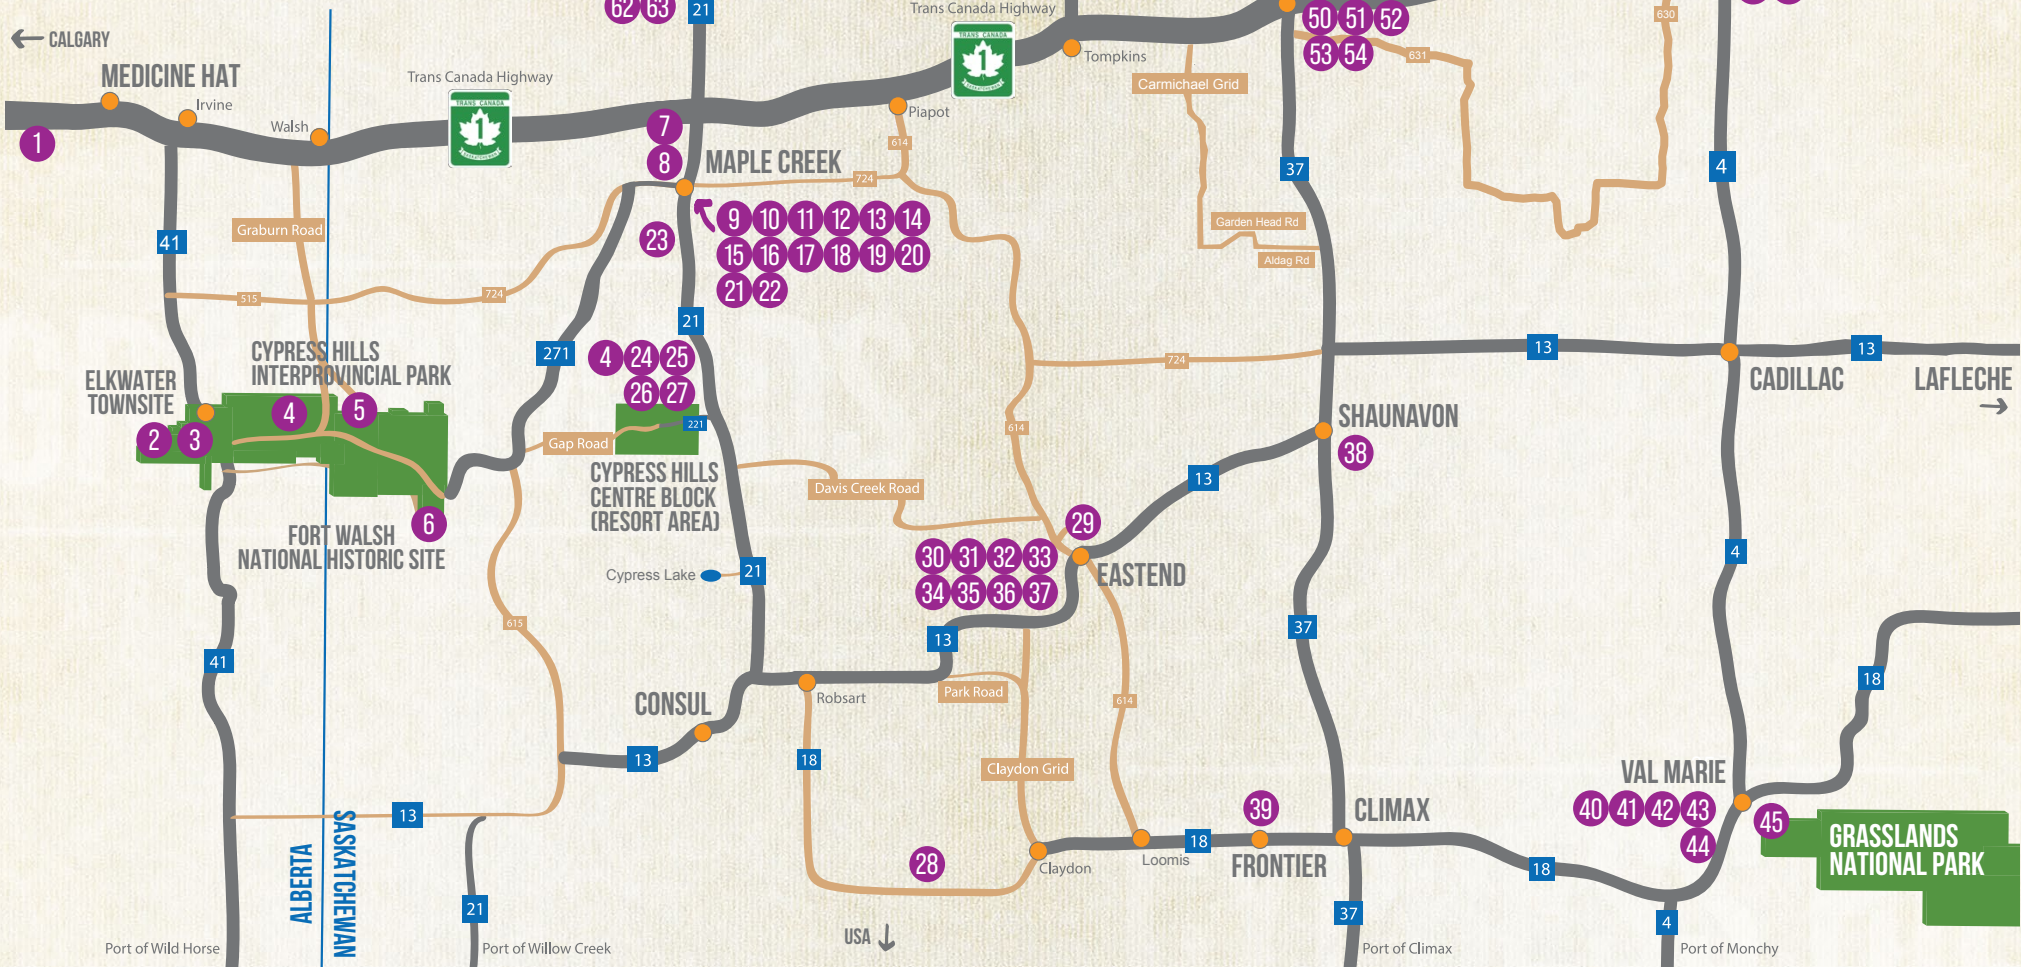 62 63
21
Trans Canada Highway
50 51 52
53 54
630
631
CALGARY
MEDICINE HAT
Irvine
Walsh
1
Trans Canada Highway
TRANS CANADA
1
SASKATCHEWAN
TRANS CANADA
1
SASKATCHEWAN
Tompkins
Carmichael Grid
Piapot
614
7
8
MAPLE CREEK
724
37
4
9 10 11 12 13 14
15 16 17 18 19 20
21 22
23
Garden Head Rd
Aldag Rd
Graburn Road
41
515
724
21
271
4 24 25
26 27
221
Gap Road
CYPRESS HILLS
INTERPROVINCIAL PARK
ELKWATER
TOWNSITE
2 3
4
5
6
FORT WALSH
NATIONAL HISTORIC SITE
CYPRESS HILLS
CENTRE BLOCK
(RESORT AREA)
Davis Creek Road
614
724
13
13
CADILLAC
LAFLECHE
SHAUNAVON
38
13
29
30 31 32 33
34 35 36 37
EASTEND
Cypress Lake
21
615
41
13
37
4
18
CONSUL
Robsart
Park Road
614
13
18
Claydon Grid
13
39
CLIMAX
18
FRONTIER
Loomis
Claydon
28
VAL MARIE
40 41 42 43
44
45
GRASSLANDS
NATIONAL PARK
18
ALBERTA
SASKATCHEWAN
21
37
4
USA
Port of Wild Horse
Port of Willow Creek
Port of Climax
Port of Monchy